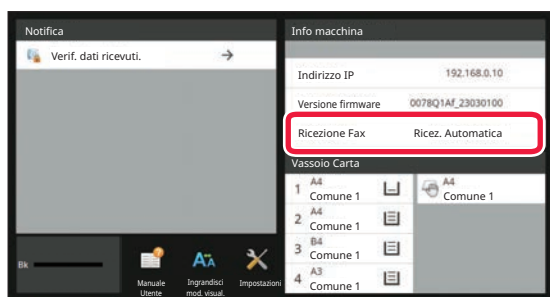 Notifica
Verif. dati ricevuti.
Info macchina
Indirizzo IP 192.168.0.10
Versione firmware 0078Q1Af_23030100
Ricezione Fax Ricez. Automatica
Vassoio Carta
1 A4
Comune 1
2 A4
Comune 1
3 B4
Comune 1
4 A3
Comune 1
A4
Comune 1
Bk
Manuale
Utente
Ingrandisci
mod. visual.
Impostazioni